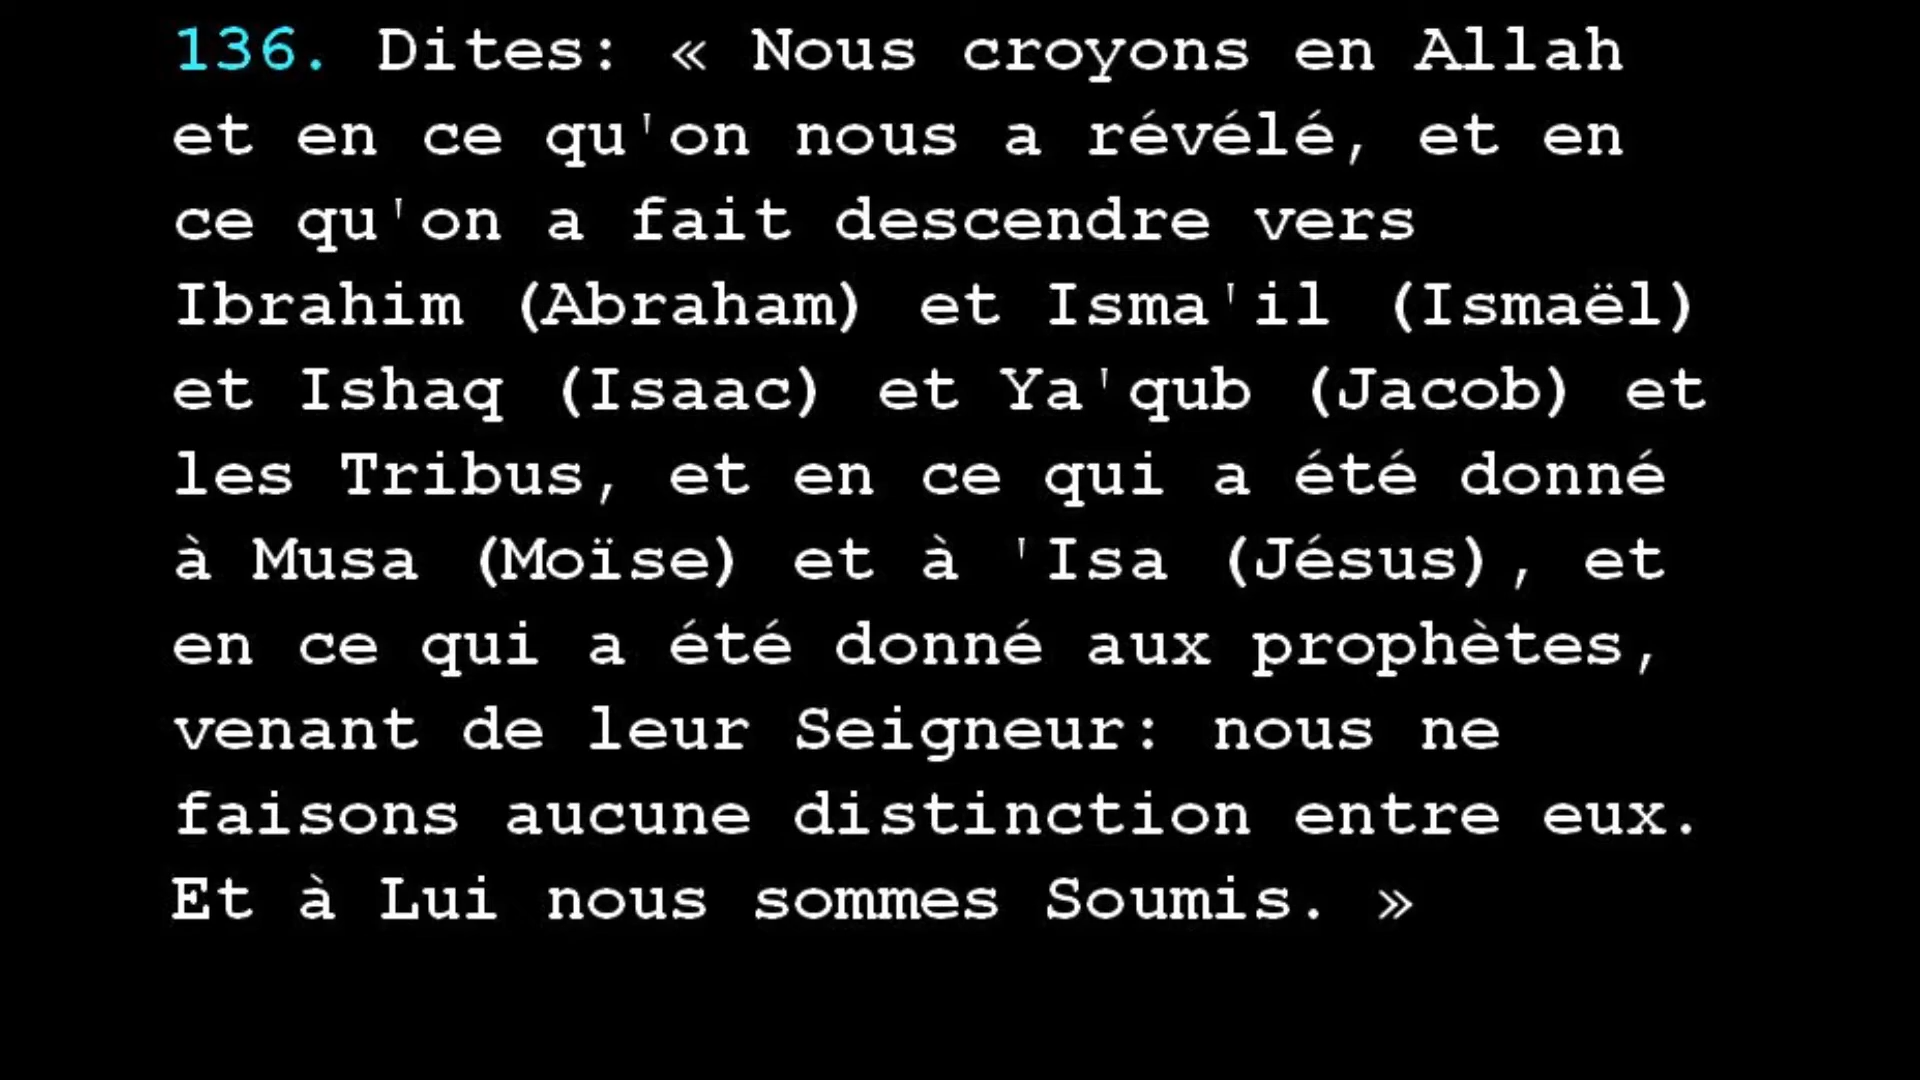 136. Dites: « Nous croyons en Allah
et en ce qu'on nous a révélé, et en
ce qu'on a fait descendre vers
Ibrahim (Abraham) et Isma'il (Ismaël)
et Ishaq (Isaac) et Ya'qub (Jacob) et
les Tribus, et en ce qui a été donné
à Musa (Moïse) et à 'Isa (Jésus), et
en ce qui a été donné aux prophètes,
venant de leur Seigneur: nous ne
faisons aucune distinction entre eux.
Et à Lui nous sommes Soumis. »